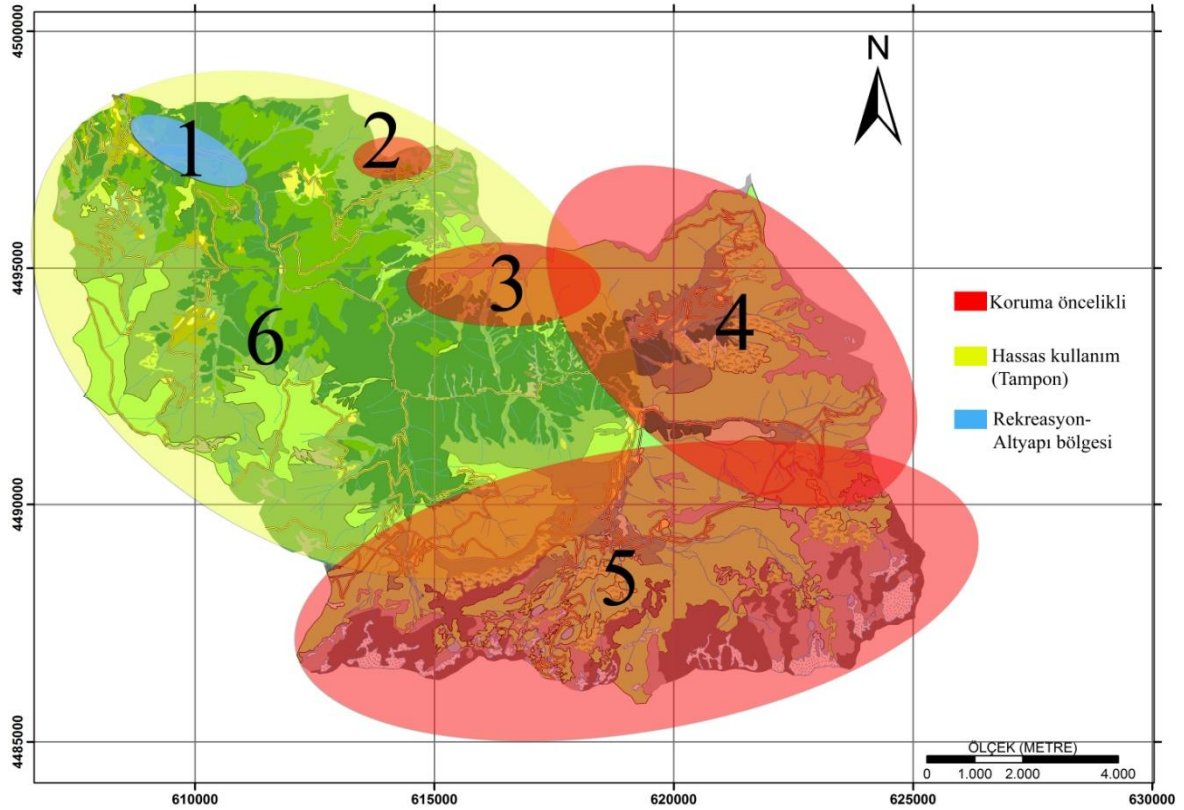 4500000
N
1
2
3
4
6
5
4495000
4490000
4485000
Koruma öncelikli
Hassas kullanım
(Tampon)
Rekreasyon-
Altyapı bölgesi
ÖLÇEK (METRE)
0 1.000 2.000 4.000
610000 615000 620000 625000 630000